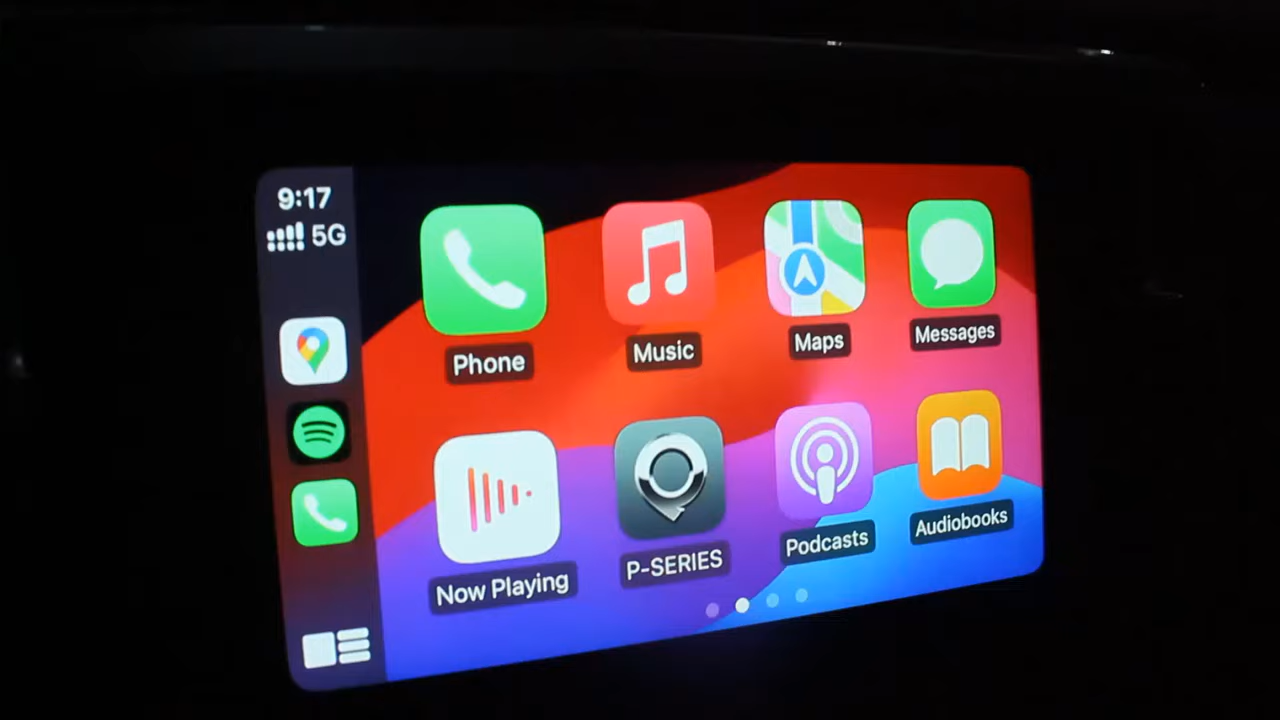 9:17
5G
Phone
Music
Maps
Messages
Now Playing
P-SERIES
Podcasts
Audiobooks